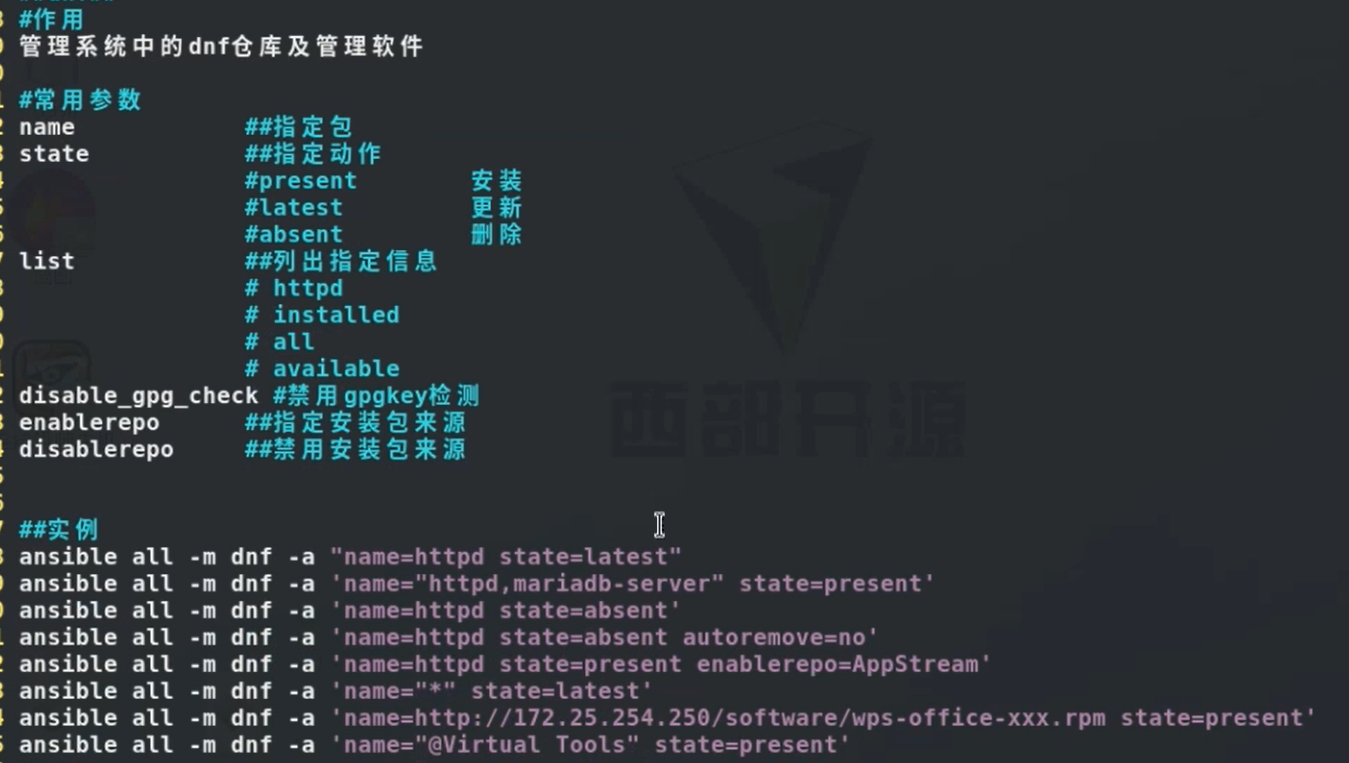 #作用
管理系统中的dnf仓库及管理软件
#常用参数
name ##指定包
state ##指定动作
#present 安装
#latest 更新
#absent 删除
list ##列出指定信息
# httpd
# installed
# all
# available
disable_gpg_check #禁用gpgkey检测
enablerepo ##指定安装包来源
disablerepo ##禁用安装包来源
西部开源
##实例
ansible all -m dnf -a "name=httpd state=latest"
ansible all -m dnf -a 'name="httpd,mariadb-server" state=present'
ansible all -m dnf -a 'name=httpd state=absent'
ansible all -m dnf -a 'name=httpd state=absent autoremove=no'
ansible all -m dnf -a 'name=httpd state=present enablerepo=AppStream'
ansible all -m dnf -a 'name="*" state=latest'
ansible all -m dnf -a 'name=http://172.25.254.250/software/wps-office-xxx.rpm state=present'
ansible all -m dnf -a 'name="@Virtual Tools" state=present'